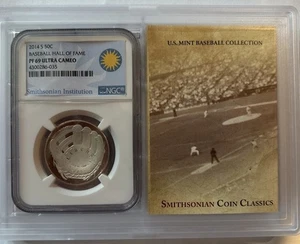 2014 S 50C
BASEBALL HALL OF FAME
PF 69 ULTRA CAMEO
Smithsonian Institution
NGC
U.S. MINT BASEBALL COLLECTION
SMITHSONIAN COIN CLASSICS